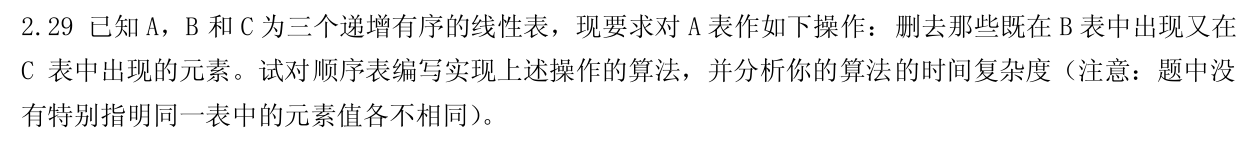 2.29 已知 A，B 和 C 为三个递增有序的线性表，现要求对 A 表作如下操作：删去那些既在 B 表中出现又在
C 表中出现的元素。试对顺序表编写实现上述操作的算法，并分析你的算法的时间复杂度（注意：题中没
有特别指明同一表中的元素值各不相同）。